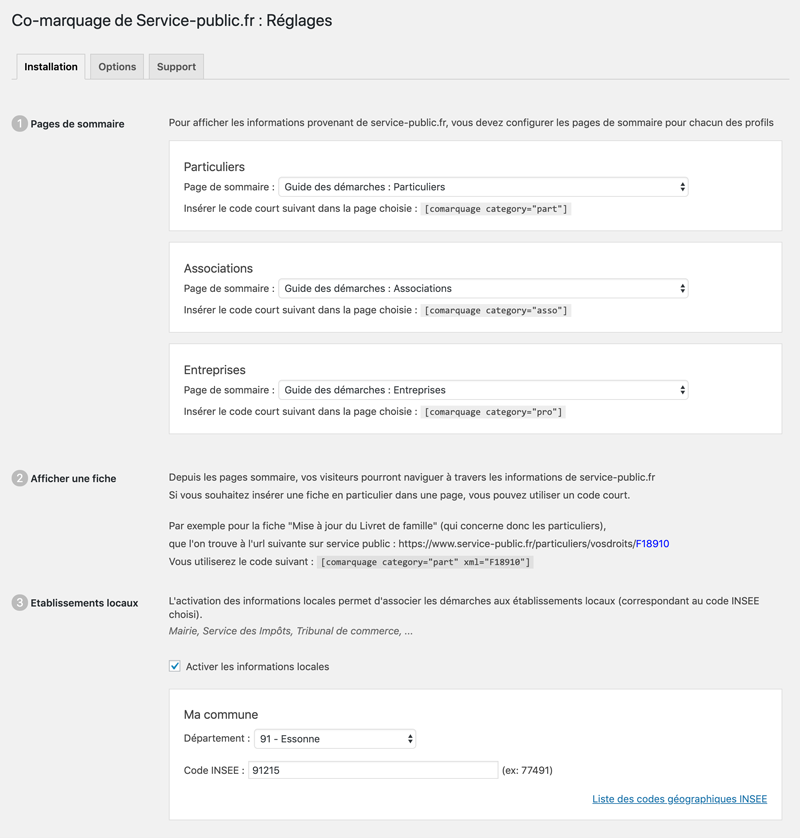 Co-marquage de Service-public.fr : Réglages
Installation
Options
Support
1 Pages de sommaire
Pour afficher les informations provenant de service-public.fr, vous devez configurer les pages de sommaire pour chacun des profils
Particuliers
Page de sommaire : Guide des démarches : Particuliers
Insérer le code court suivant dans la page choisie : [comarquage category="part"]
Associations
Page de sommaire : Guide des démarches : Associations
Insérer le code court suivant dans la page choisie : [comarquage category="asso"]
Entreprises
Page de sommaire : Guide des démarches : Entreprises
Insérer le code court suivant dans la page choisie : [comarquage category="pro"]
2 Afficher une fiche
Depuis les pages sommaire, vos visiteurs pourront naviguer à travers les informations de service-public.fr
Si vous souhaitez insérer une fiche en particulier dans une page, vous pouvez utiliser un code court.
Par exemple pour la fiche "Mise à jour du Livret de famille" (qui concerne donc les particuliers),
que l'on trouve à l'url suivante sur service public : https://www.service-public.fr/particuliers/vosdroits/F18910
Vous utiliserez le code suivant : [comarquage category="part" xml="F18910"]
3 Etablissements locaux
L'activation des informations locales permet d'associer les démarches aux établissements locaux (correspondant au code INSEE
choisi).
Mairie, Service des Impôts, Tribunal de commerce, ...
Activer les informations locales
Ma commune
Département : 91 - Essonne
Code INSEE : 91215 (ex: 77491)
Liste des codes géographiques INSEE